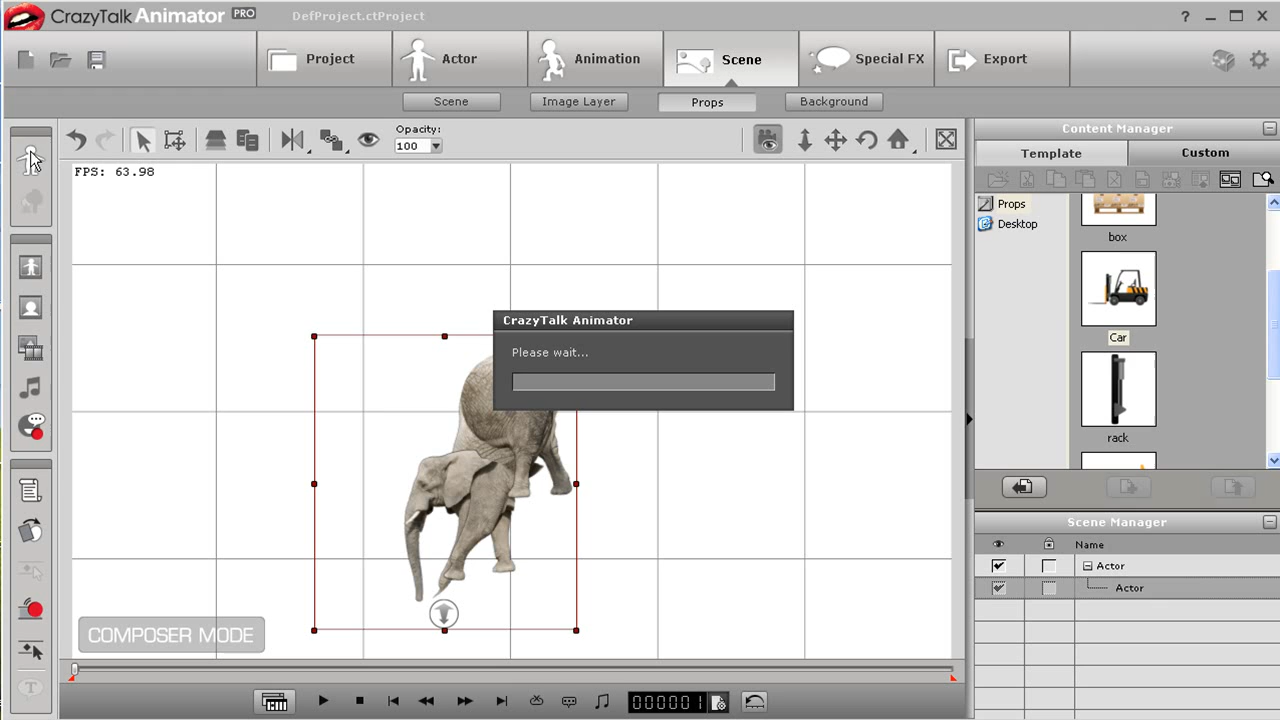 CrazyTalk Animator PRO
DefProject.ctProject
?
Project
Actor
Animation
Scene
Special FX
Export
Scene
Image Layer
Props
Background
Opacity:
100
FPS: 63.98
CrazyTalk Animator
Please wait...
COMPOSER MODE
000001
Content Manager
Template
Custom
Props
Desktop
box
Car
rack
Scene Manager
Name
Actor
Actor